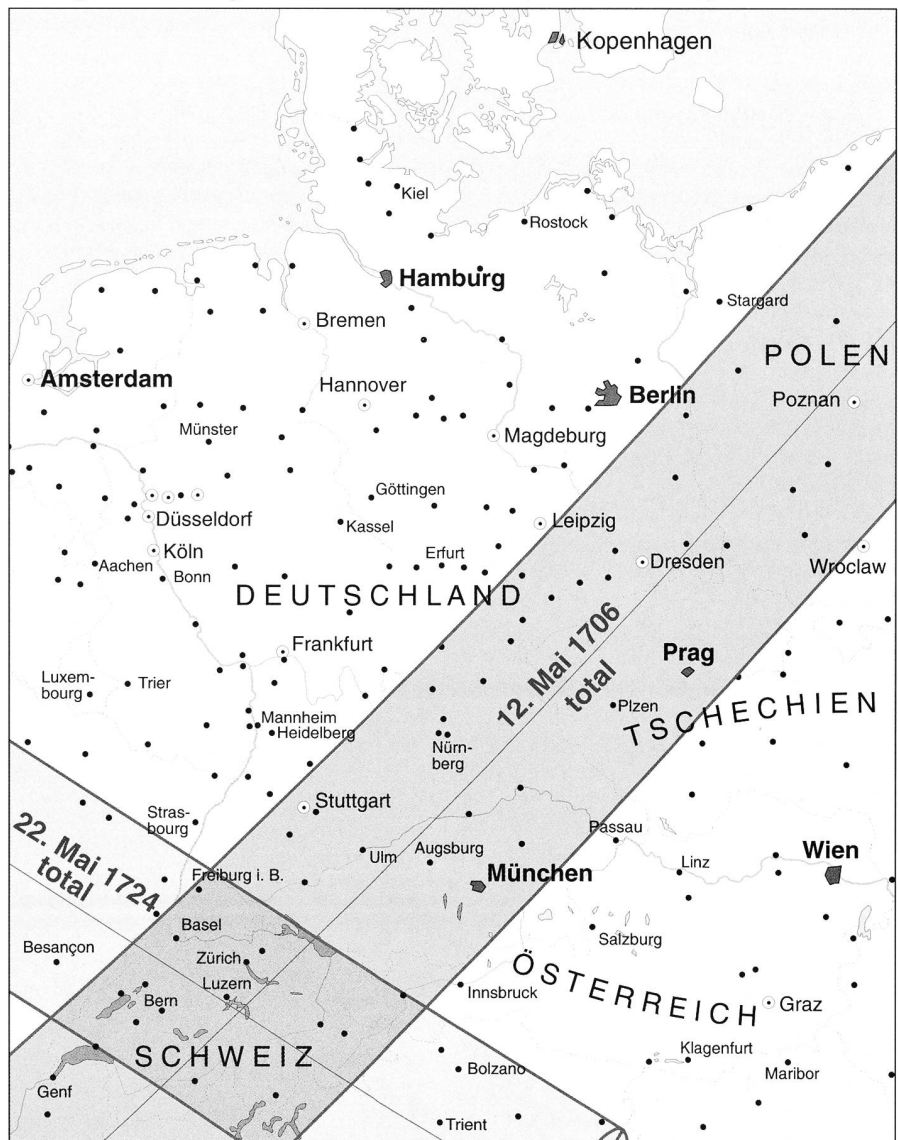 Kopenhagen
Kiel
Rostock
Hamburg
Stargard
Bremen
POLEN
Amsterdam
Hannover
Berlin
Poznan
Münster
Magdeburg
Göttingen
Düsseldorf
Kassel
Leipzig
Köln
Erfurt
Dresden
Wroclaw
Aachen
Bonn
DEUTSCHLAND
12. Mai 1706
total
Frankfurt
Prag
Luxem-
bourg
Trier
Plzen
TSCHECHIEN
Mannheim
Heidelberg
Nürn-
berg
Stuttgart
Stras-
bourg
22. Mai 1724
total
Passau
Ulm
Augsburg
Wien
Linz
Freiburg i. B.
München
Basel
Salzburg
Besançon
Zürich
ÖSTERREICH
Luzern
Innsbruck
Bern
Graz
SCHWEIZ
Klagenfurt
Bolzano
Maribor
Genf
Trient